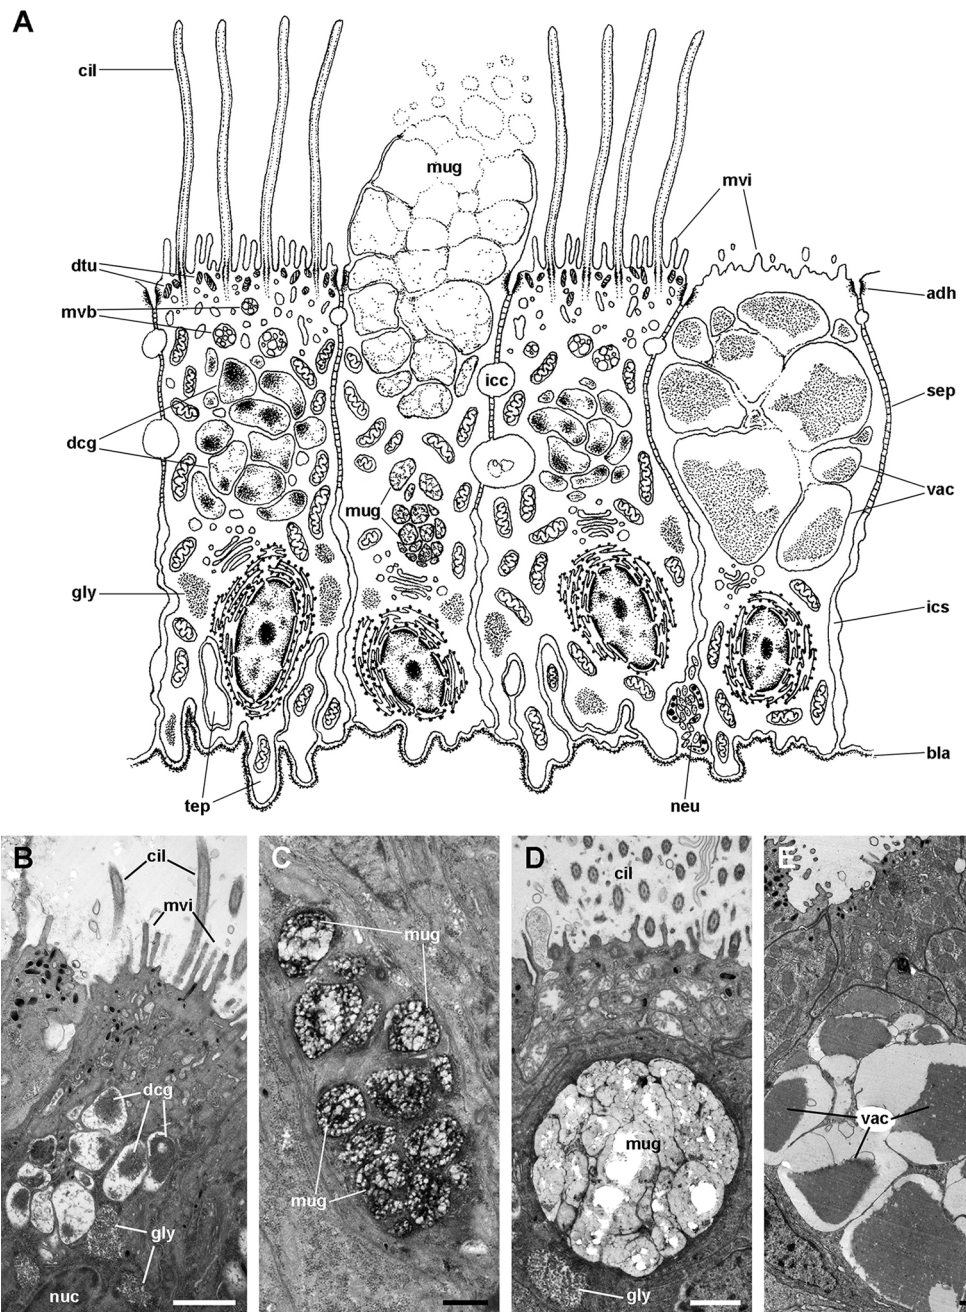 A
cil
mug
mvi
dtu
mvb
adh
icc
sep
dcg
vac
mug
gly
ics
bla
tep
neu
B
cil
mvi
dcg
gly
nuc
C
mug
mug
D
cil
mug
gly
E
vac